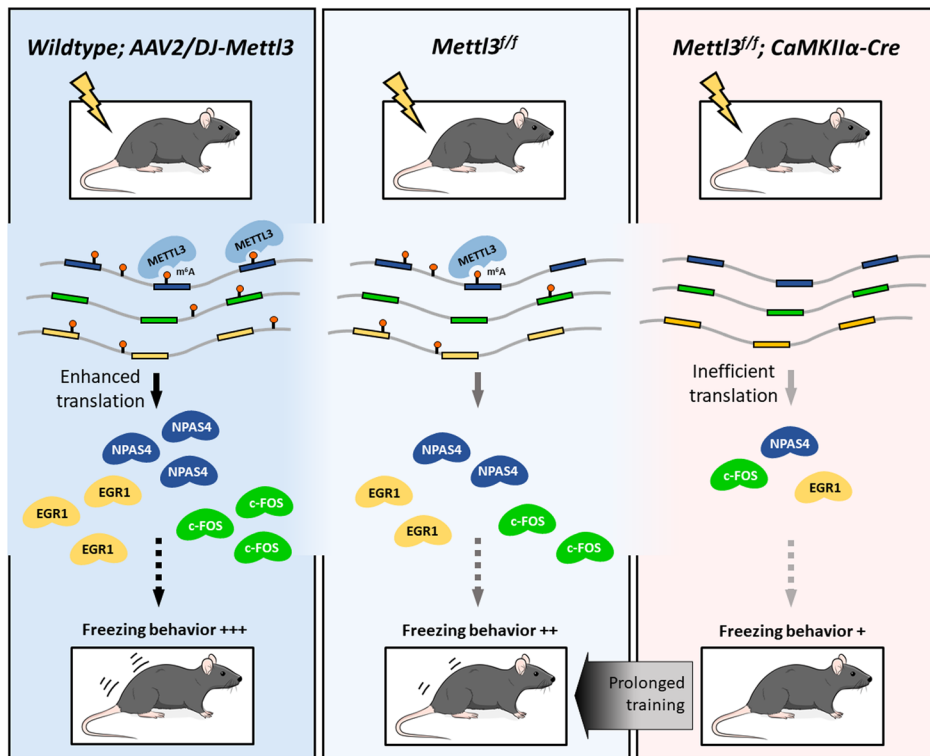 Wildtype; AAV2/DJ-Mettl3
METTL3
METTL3
m⁶A
Enhanced
translation
NPAS4
NPAS4
NPAS4
EGR1
EGR1
EGR1
c-FOS
c-FOS
c-FOS
Freezing behavior +++
Mettl3f/f
METTL3
m⁶A
NPAS4
NPAS4
EGR1
EGR1
c-FOS
c-FOS
Freezing behavior ++
Mettl3f/f; CaMKIIα-Cre
Inefficient
translation
NPAS4
c-FOS
EGR1
Freezing behavior +
Prolonged
training